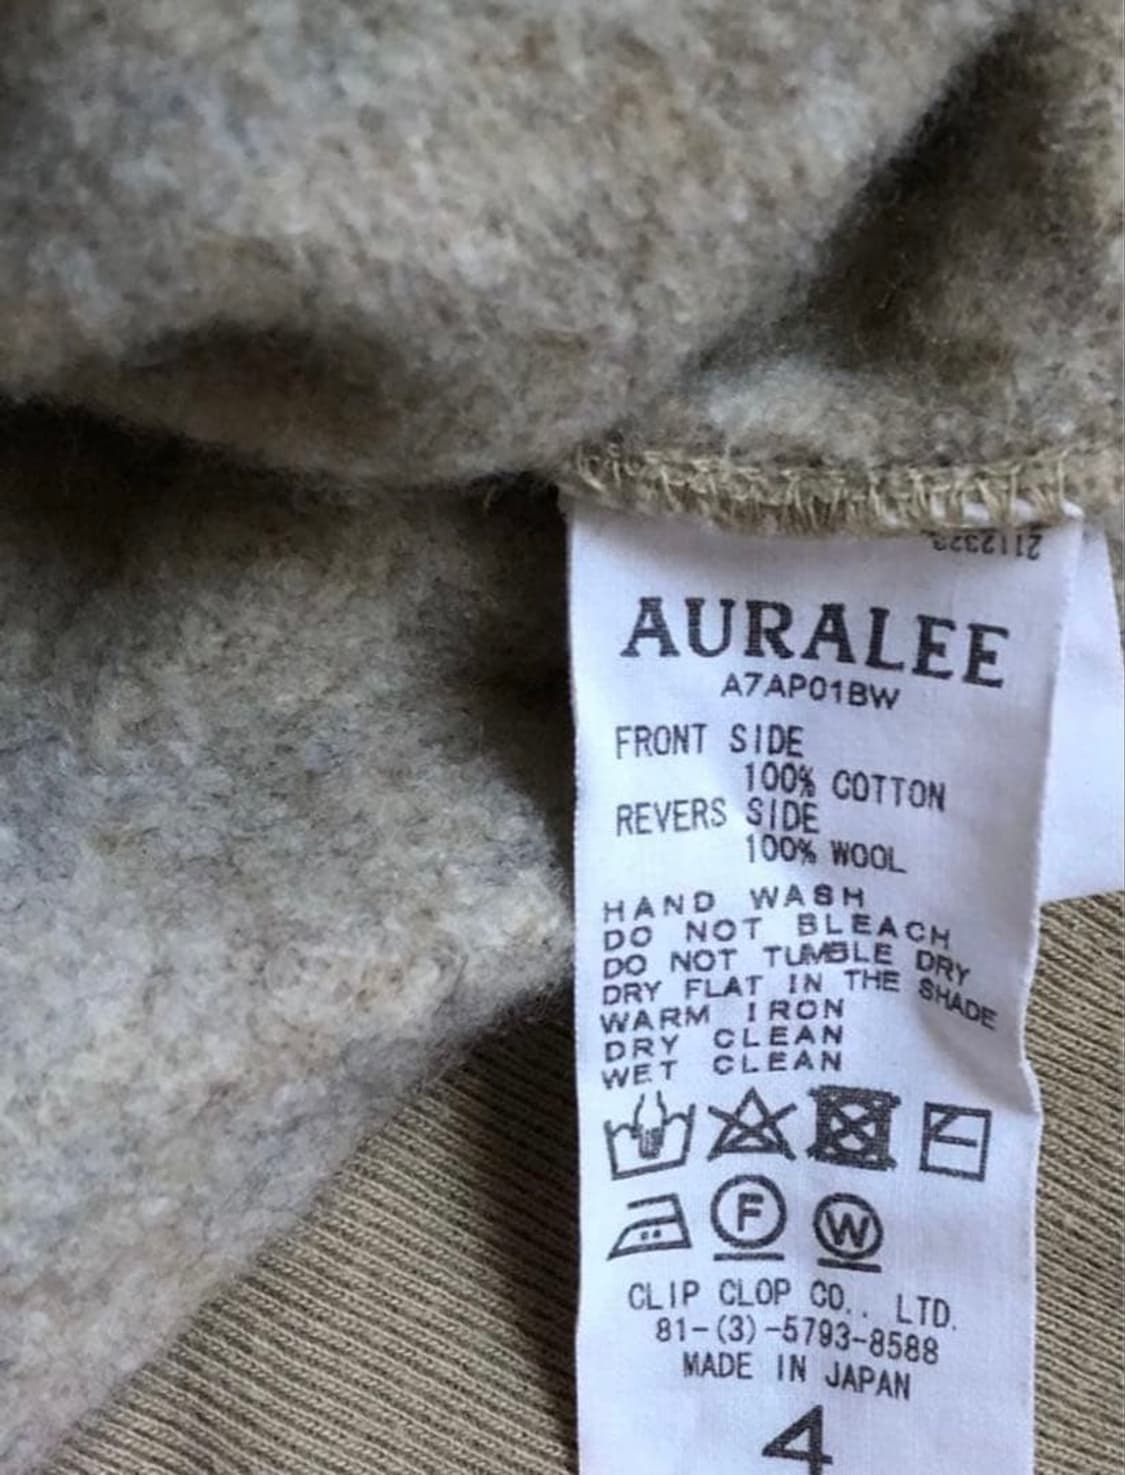 2112323
AURALEE
A7AP01BW
FRONT SIDE
100% COTTON
REVERS SIDE
100% WOOL
HAND WASH
DO NOT BLEACH
DO NOT TUMBLE DRY
DRY FLAT IN THE SHADE
WARM IRON
DRY CLEAN
WET CLEAN
F W
CLIP CLOP CO., LTD.
81-(3)-5793-8588
MADE IN JAPAN
4